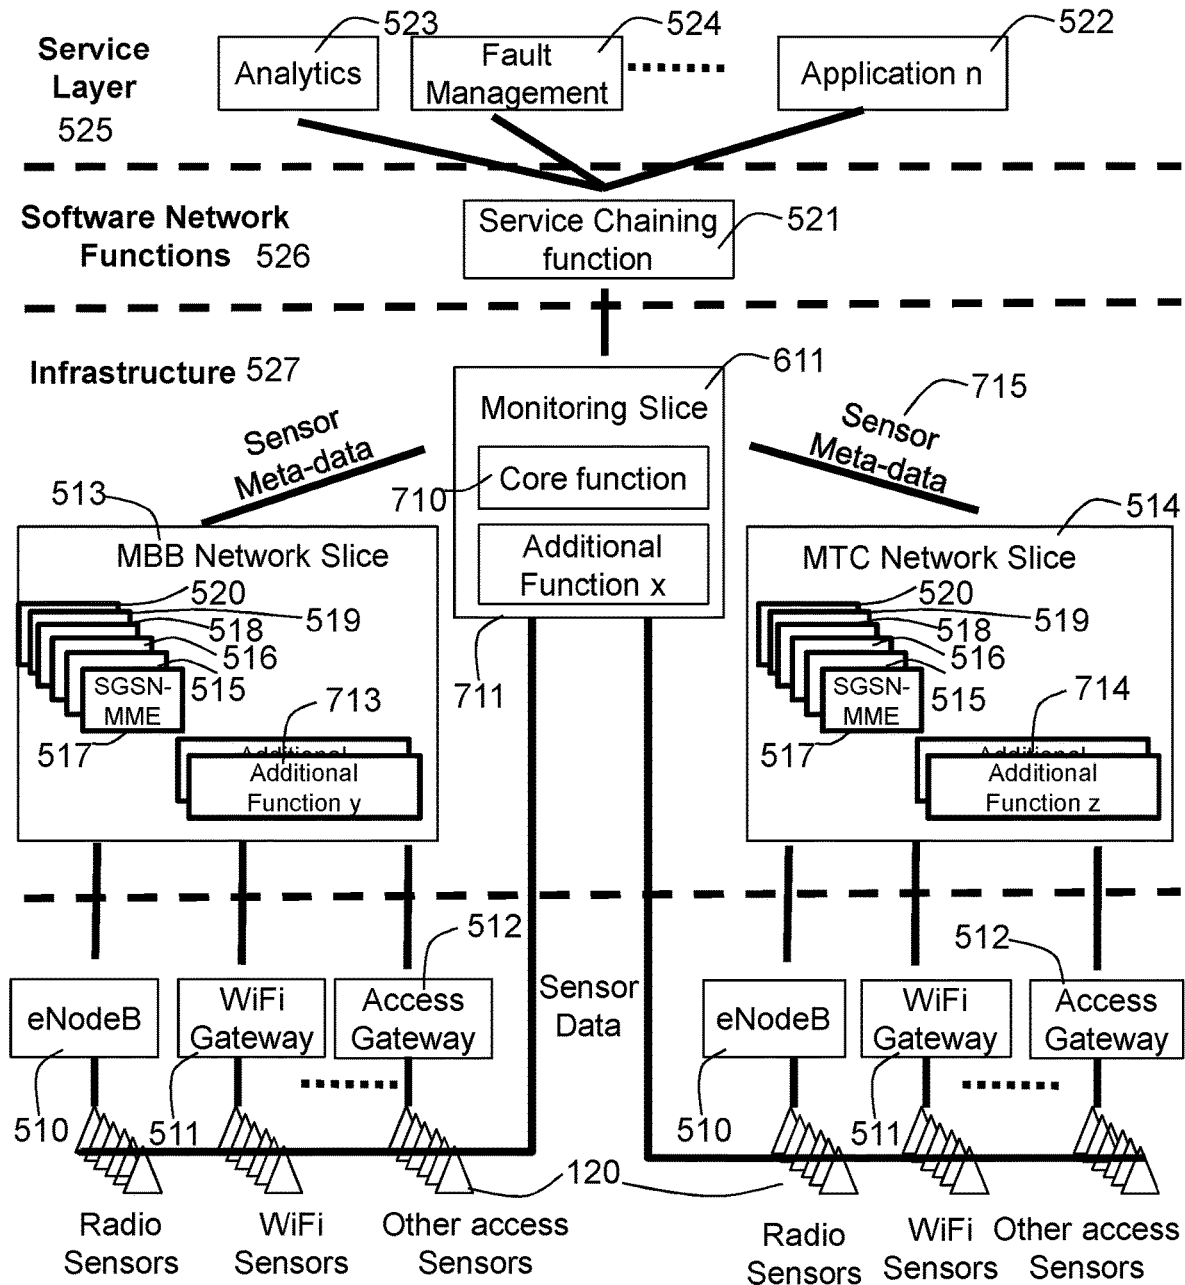 Service
Layer
525
523
Analytics
524
Fault
Management
522
Application n
Software Network
Functions 526
Service Chaining
function
521
Infrastructure 527
611
Monitoring Slice
Core function
710
Additional
Function x
711
Sensor
Meta-data
715
Sensor
Meta-data
513
MBB Network Slice
520
519
518
516
515
SGSN-
MME
517
713
Additional
Additional
Function y
514
MTC Network Slice
520
519
518
516
515
SGSN-
MME
517
714
Additional
Additional
Function z
512
eNodeB
WiFi
Gateway
Access
Gateway
Sensor
Data
512
eNodeB
WiFi
Gateway
Access
Gateway
510
511
510
511
120
Radio
Sensors
WiFi
Sensors
Other access
Sensors
Radio
Sensors
WiFi
Sensors
Other access
Sensors